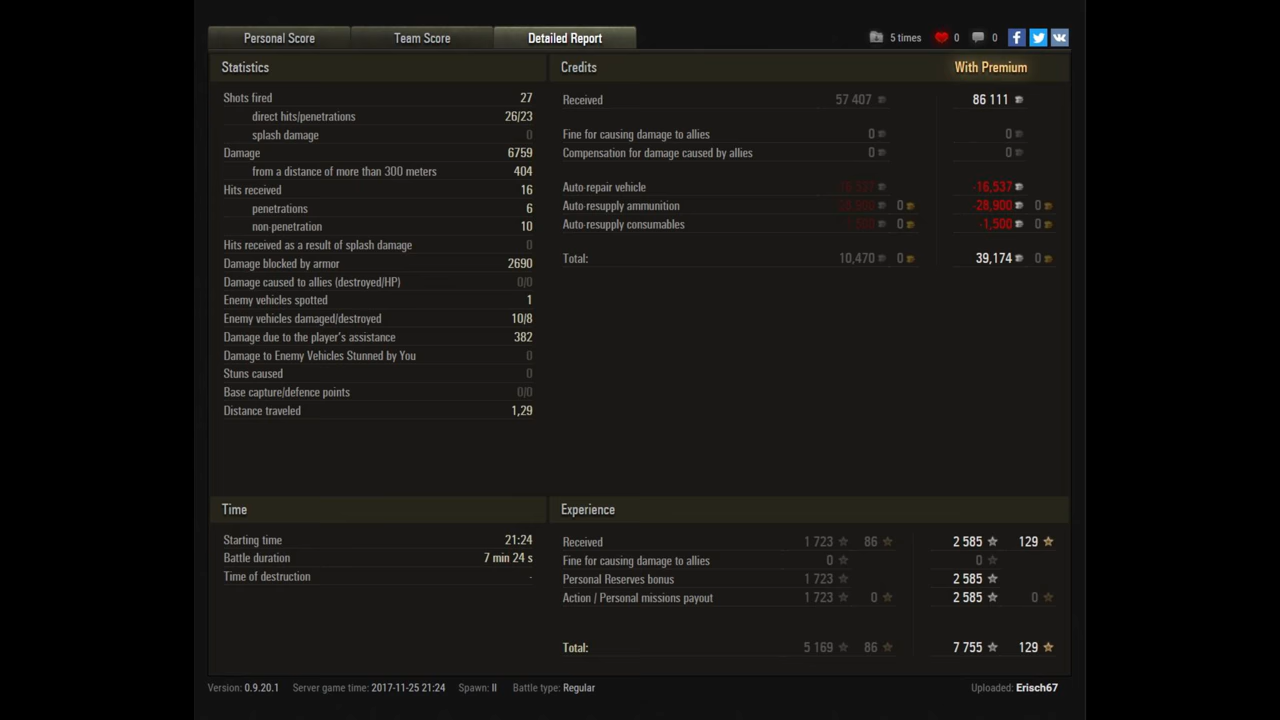 Personal Score Team Score Detailed Report 5 times 0 0
Statistics
Shots fired 27
direct hits/penetrations 26/23
splash damage 0
Damage 6759
from a distance of more than 300 meters 404
Hits received 16
penetrations 6
non-penetration 10
Hits received as a result of splash damage 0
Damage blocked by armor 2690
Damage caused to allies (destroyed/HP) 0/0
Enemy vehicles spotted 1
Enemy vehicles damaged/destroyed 10/8
Damage due to the player's assistance 382
Damage to Enemy Vehicles Stunned by You 0
Stuns caused 0
Base capture/defence points 0/0
Distance traveled 1,29
Credits With Premium
Received 57 407 86 111
Fine for causing damage to allies 0 0
Compensation for damage caused by allies 0 0
Auto repair vehicle -16,537 -16,537
Auto resupply ammunition -28,900 0 -28,900 0
Auto resupply consumables -1,500 0 -1,500 0
Total: 10,470 0 39,174 0
Time
Starting time 21:24
Battle duration 7 min 24 s
Time of destruction -
Experience
Received 1 723 86 2 585 129
Fine for causing damage to allies 0 0
Personal Reserves bonus 1 723 2 585
Action / Personal missions payout 1 723 0 2 585 0
Total: 5 169 86 7 755 129
Version: 0.9.20.1 Server game time: 2017-11-25 21:24 Spawn: II Battle type: Regular Uploaded: Erisch67